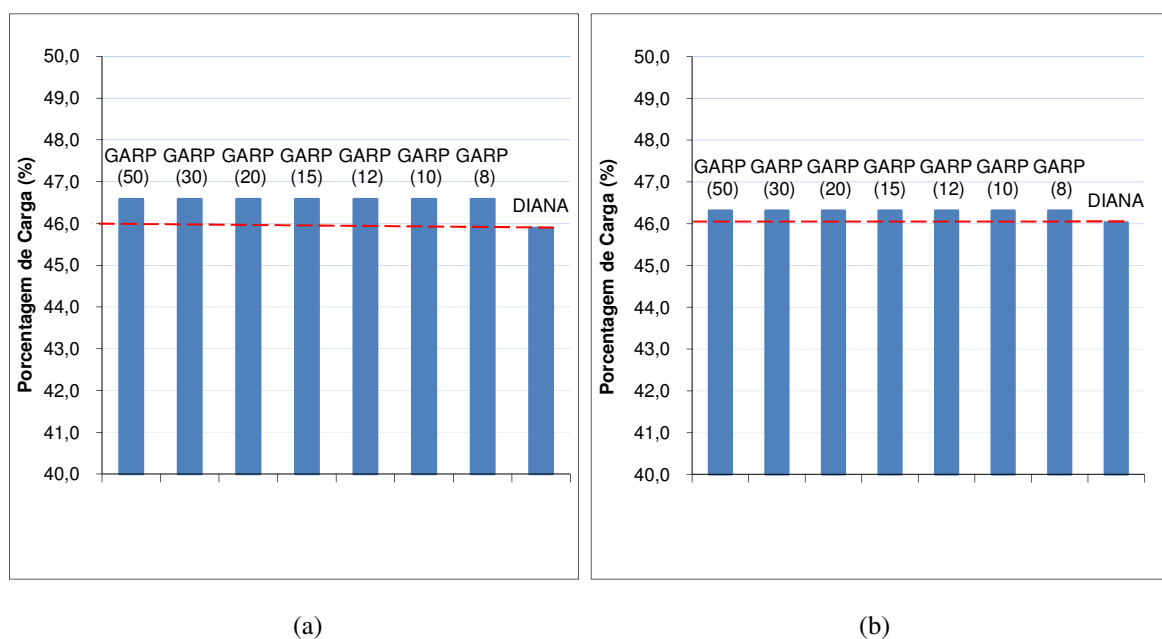 50,0
49,0
48,0
47,0
46,0
45,0
44,0
43,0
42,0
41,0
40,0
Porcentagem de Carga (%)
GARP GARP GARP GARP GARP GARP GARP
(50) (30) (20) (15) (12) (10) (8)
DIANA
50,0
49,0
48,0
47,0
46,0
45,0
44,0
43,0
42,0
41,0
40,0
Porcentagem de Carga (%)
GARP GARP GARP GARP GARP GARP GARP
(50) (30) (20) (15) (12) (10) (8)
DIANA
(a)
(b)